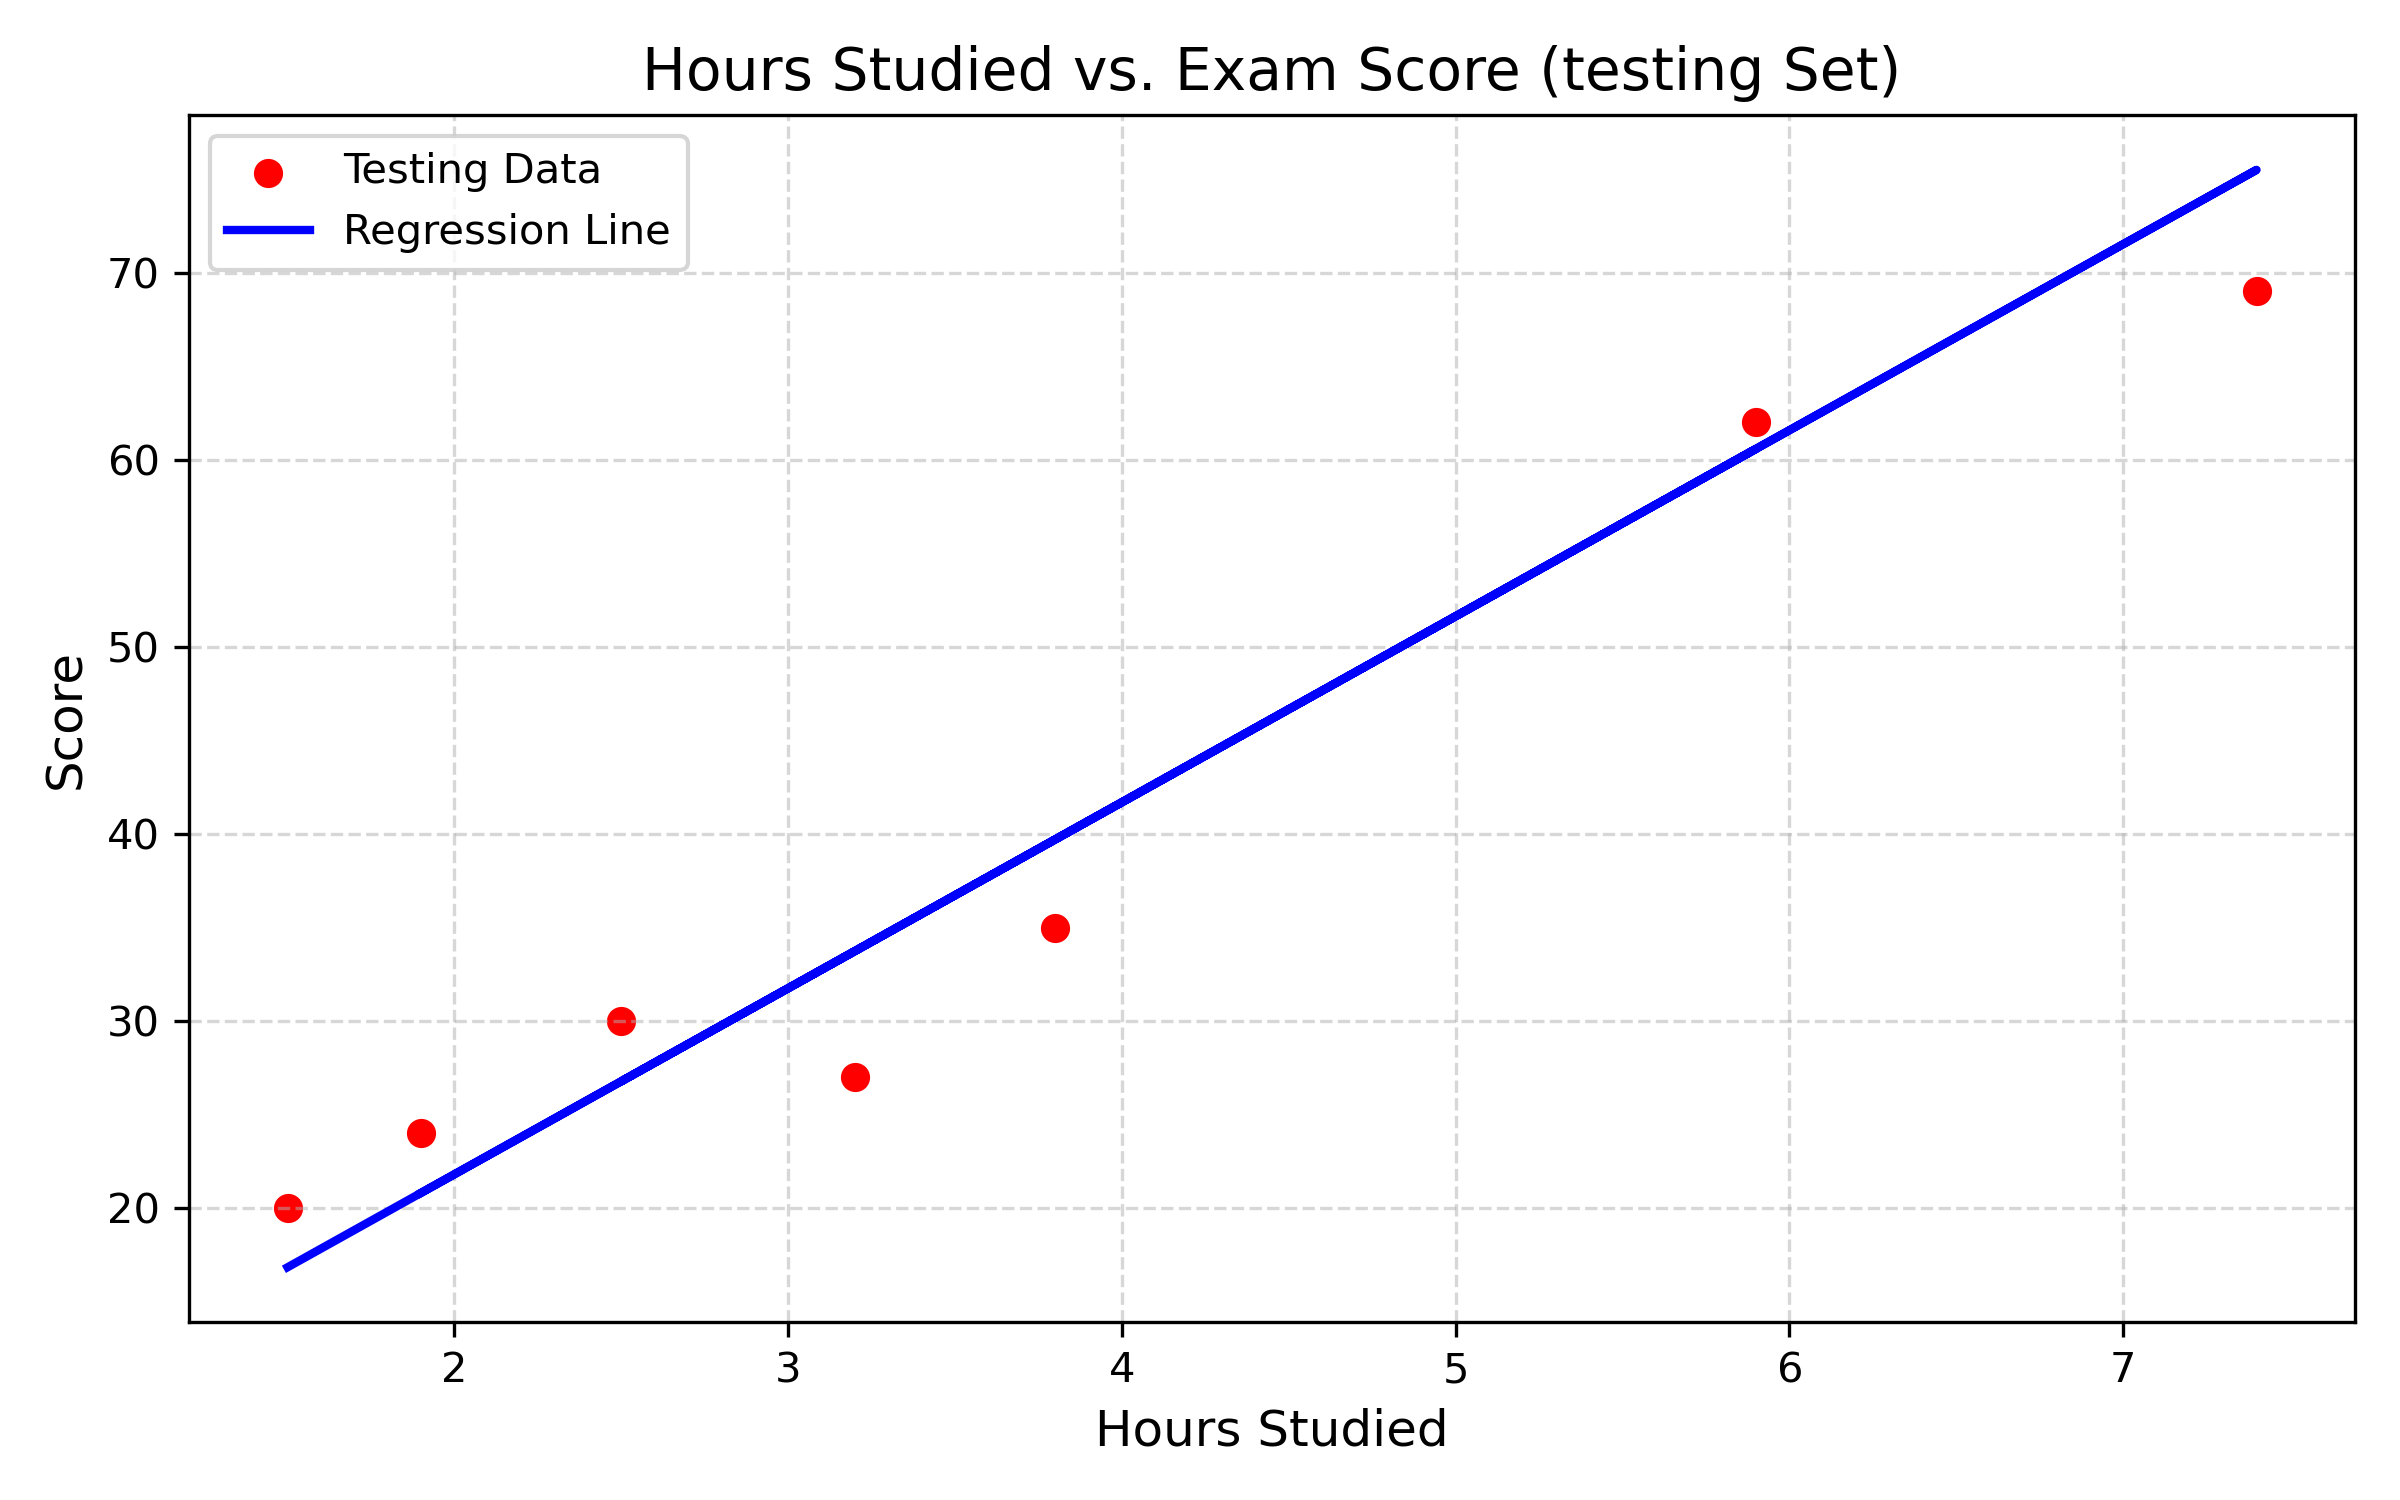 Hours Studied vs. Exam Score (testing Set)
Testing Data
Regression Line
70
60
50
40
30
20
Score
2 3 4 5 6 7
Hours Studied